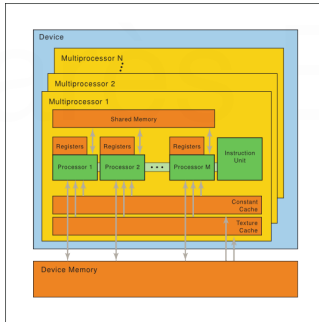 Device
Multiprocessor N
Multiprocessor 2
Multiprocessor 1
Shared Memory
Registers
Registers
Registers
Processor 1
Processor 2
...
Processor M
Instruction
Unit
Constant
Cache
Texture
Cache
Device Memory